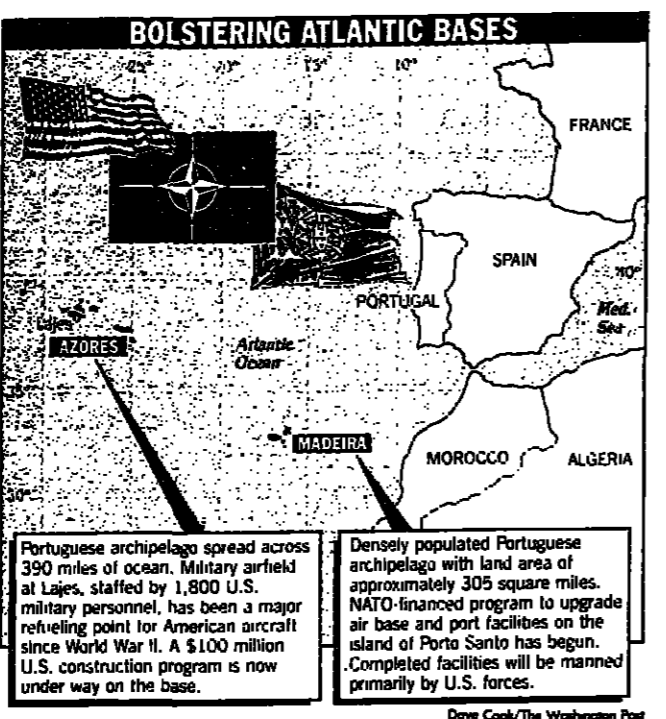 BOLSTERING ATLANTIC BASES
15° 10°
FRANCE
SPAIN
PORTUGAL
Med.
Sea
Lajes
AZORES
Atlantic
Ocean
MADEIRA
MOROCCO
ALGERIA
Portuguese archipelago spread across
390 miles of ocean. Military airfield
at Lajes, staffed by 1,800 U.S.
military personnel, has been a major
refueling point for American aircraft
since World War II. A $100 million
U.S. construction program is now
under way on the base.
Densely populated Portuguese
archipelago with land area of
approximately 305 square miles.
NATO-financed program to upgrade
air base and port facilities on the
island of Porto Santo has begun.
Completed facilities will be manned
primarily by U.S. forces.
Dave Cook/The Washington Post